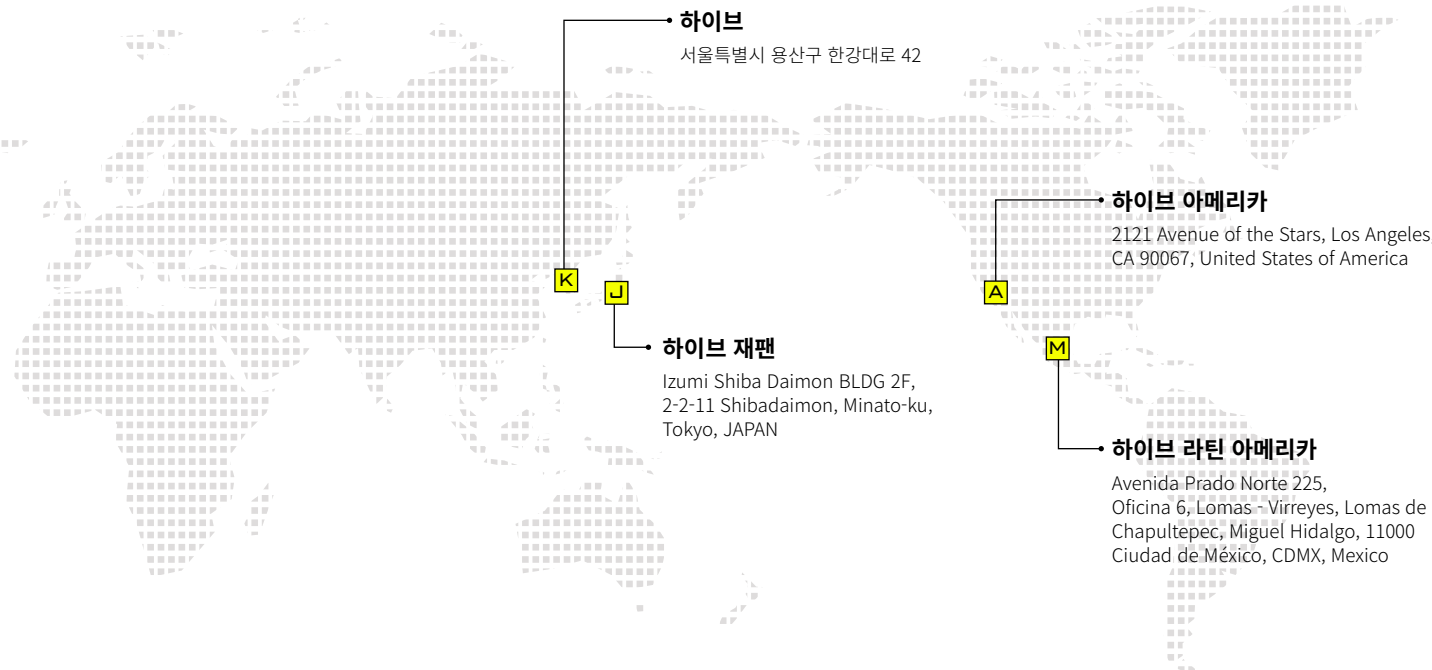 하이브
서울특별시 용산구 한강대로 42
하이브 아메리카
2121 Avenue of the Stars, Los Angeles,
CA 90067, United States of America
K
J
A
M
하이브 재팬
Izumi Shiba Daimon BLDG 2F,
2-2-11 Shibadaimon, Minato-ku,
Tokyo, JAPAN
하이브 라틴 아메리카
Avenida Prado Norte 225,
Oficina 6, Lomas - Virreyes, Lomas de
Chapultepec, Miguel Hidalgo, 11000
Ciudad de México, CDMX, Mexico